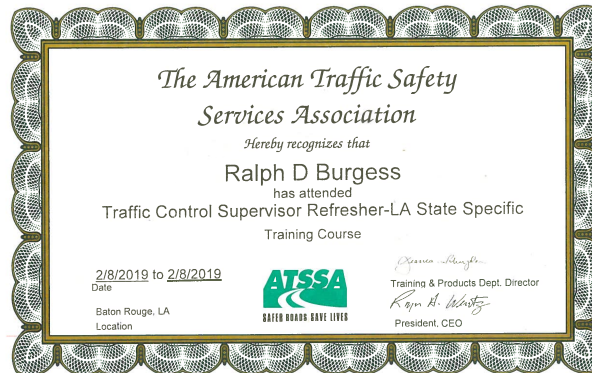 The American Traffic Safety
Services Association
Hereby recognizes that
Ralph D Burgess
has attended
Traffic Control Supervisor Refresher-LA State Specific
Training Course
2/8/2019 to 2/8/2019
Date
Baton Rouge, LA
Location
ATSSA
SAFER ROADS SAVE LIVES
Training & Products Dept. Director
President, CEO